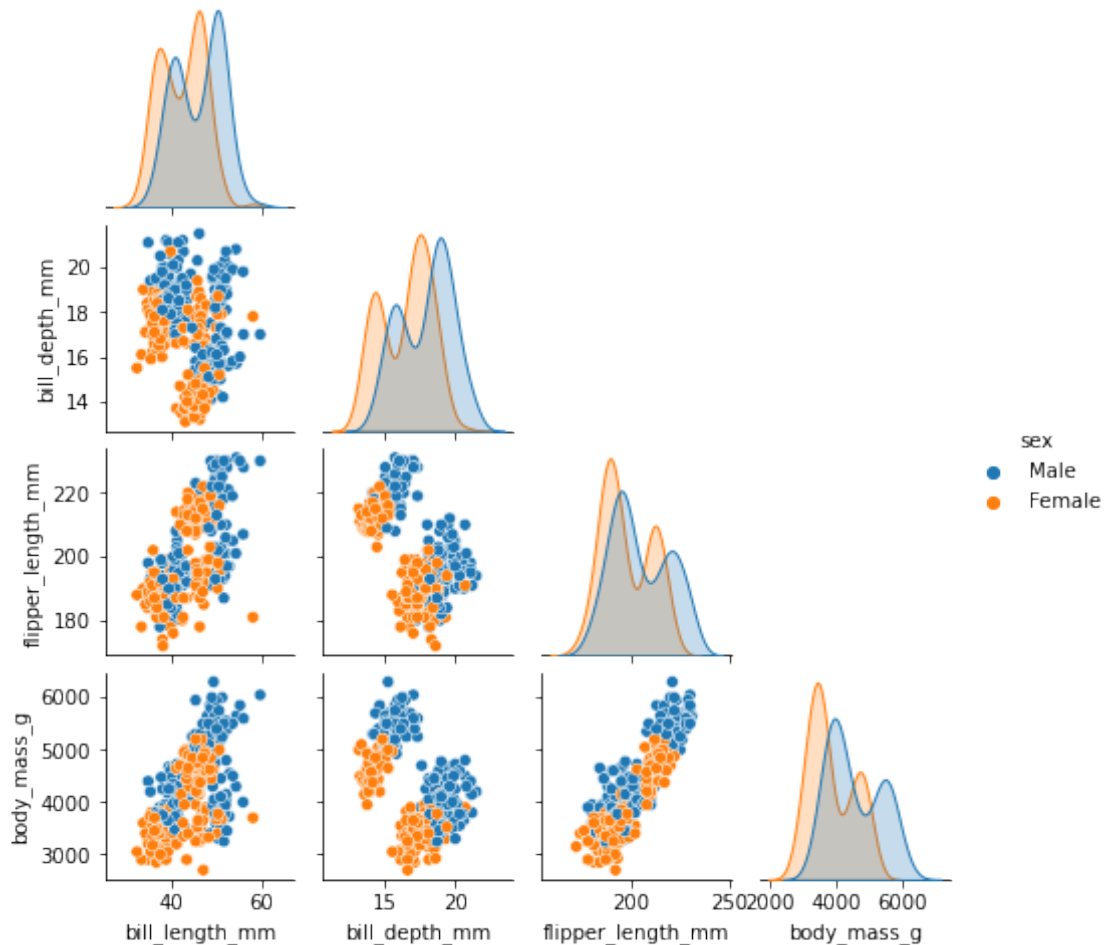 bill_depth_mm
20
18
16
14
flipper_length_mm
220
200
180
sex
Male
Female
body_mass_g
6000
5000
4000
3000
40 60 15 20 200 250 2000 4000 6000
bill_length_mm bill_depth_mm flipper_length_mm body_mass_g